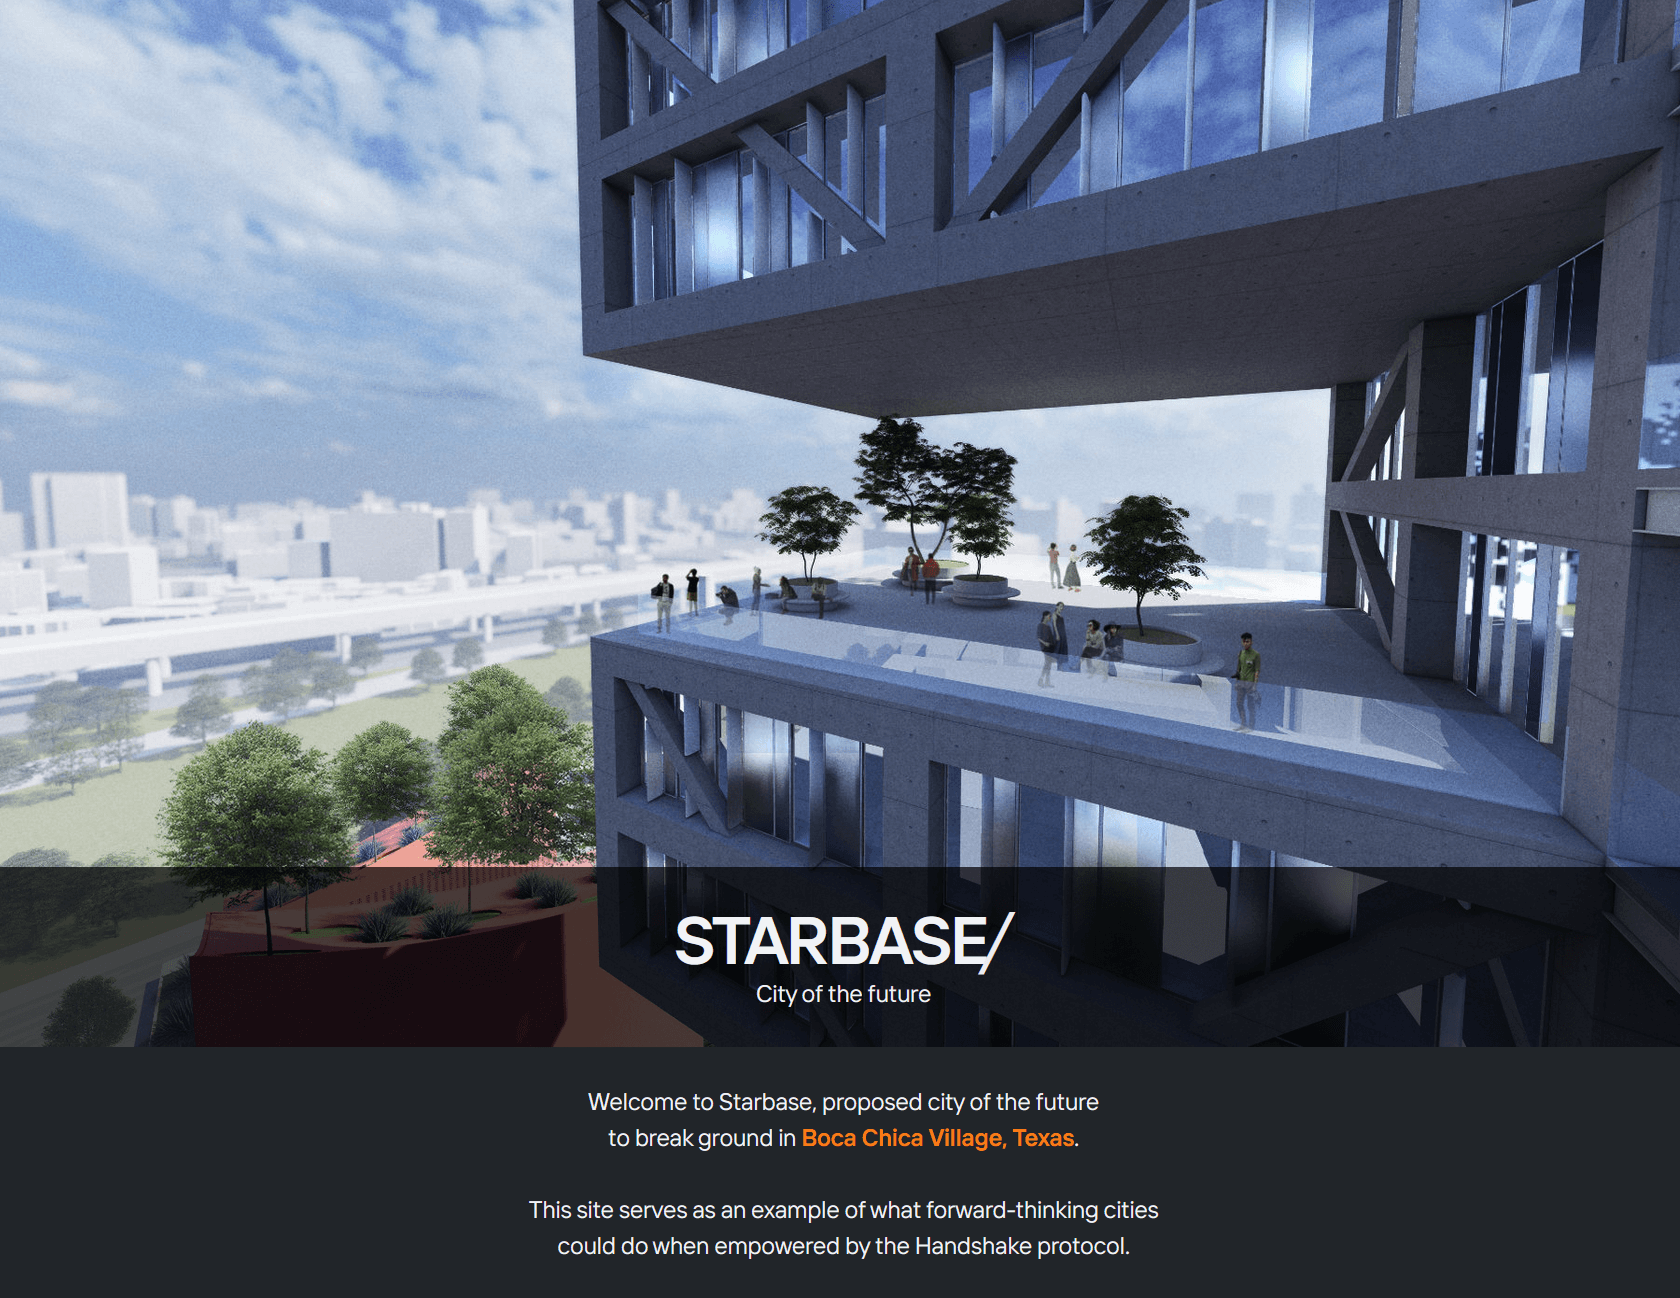 STARBASE/
City of the future
Welcome to Starbase, proposed city of the future
to break ground in Boca Chica Village, Texas.
This site serves as an example of what forward-thinking cities
could do when empowered by the Handshake protocol.